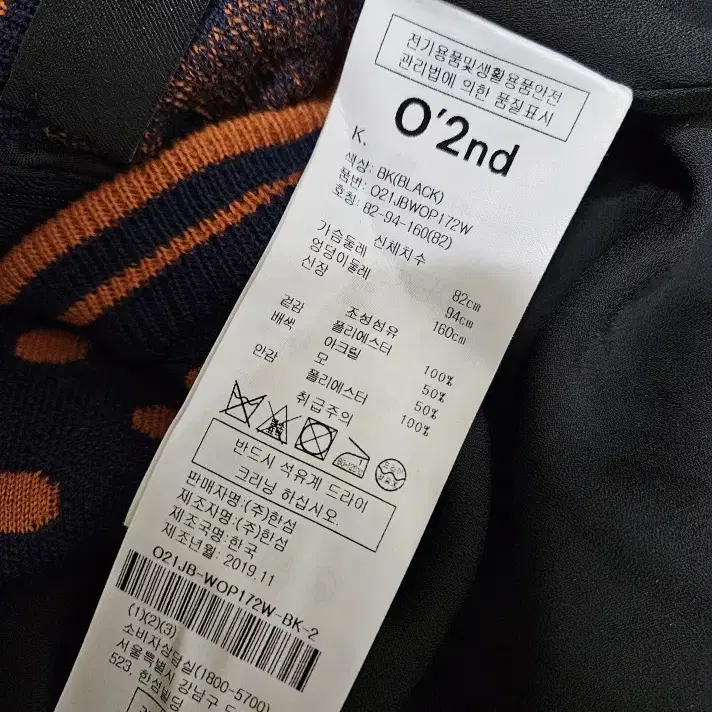 전기용품및생활용품안전
관리법에 의한 품질표시
O'2nd
K.
색상: BK(BLACK)
품번: O21JBWOP172W
호칭: 82-94-160(82)
신체치수
가슴둘레 82cm
엉덩이둘레 94cm
신장 160cm
조성섬유
겉감 폴리에스터 100%
배색 아크릴 50%
모 50%
안감 폴리에스터 100%
취급주의
반드시 석유계 드라이
크리닝 하십시오.
판매자명:(주)한섬
제조자명:(주)한섬
제조국명:한국
제조년월: 2019.11
O21JB-WOP172W-BK-2
(1)(2)(3)
소비자상담실(1800-5700)
서울특별시 강남구
523, 한섬빌딩